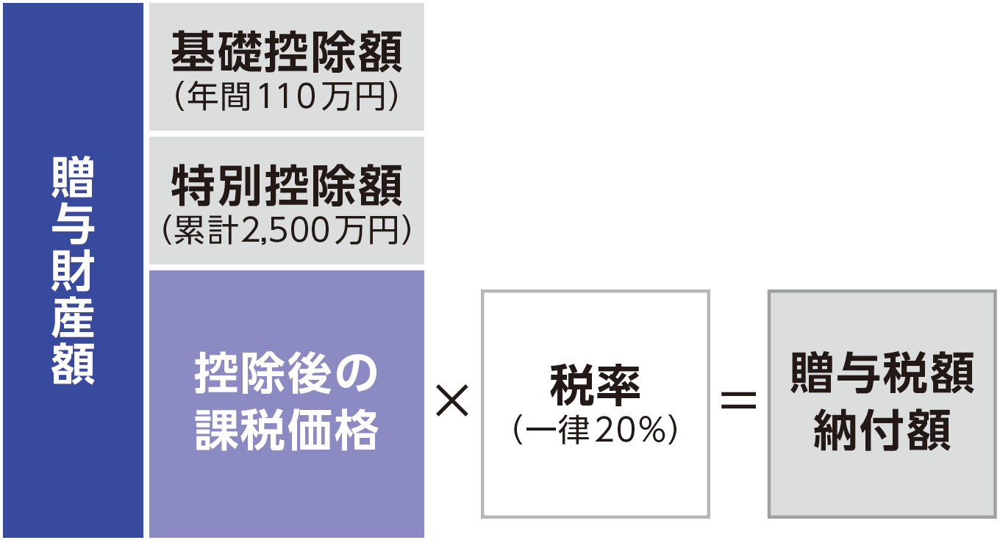 贈与財産額
基礎控除額
（年間110万円）
特別控除額
（累計2,500万円）
控除後の
課税価格
×
税率
（一律20%）
＝
贈与税額
納付額